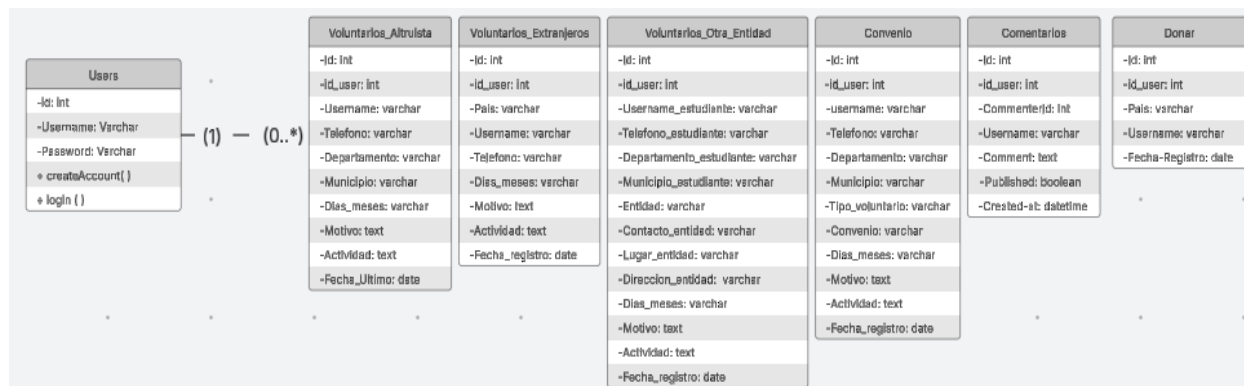 Users
-Id: Int
-Username: Varchar
-Password: Varchar
+ createAccount( )
+ login ( )
(1)
(0..*)
Voluntarios_Altruista
-Id: int
-id_user: int
-Username: varchar
-Telefono: varchar
-Departamento: varchar
-Municipio: varchar
-Dias_meses: varchar
-Motivo: text
-Actividad: text
-Fecha_Ultimo: date
Voluntarios_Extranjeros
-Id: int
-id_user: int
-Pais: varchar
-Username: varchar
-Telefono: varchar
-Dias_meses: varchar
-Motivo: text
-Actividad: text
-Fecha_registro: date
Voluntarios_Otra_Entidad
-Id: int
-id_user: int
-Username_estudiante: varchar
-Telefono_estudiante: varchar
-Departamento_estudiante: varchar
-Municipio_estudiante: varchar
-Entidad: varchar
-Contacto_entidad: varchar
-Lugar_entidad: varchar
-Direccion_entidad: varchar
-Dias_meses: varchar
-Motivo: text
-Actividad: text
-Fecha_registro: date
Convenio
-Id: int
-id_user: int
-username: varchar
-Telefono: varchar
-Departamento: varchar
-Municipio: varchar
-Tipo_voluntario: varchar
-Convenio: varchar
-Dias_meses: varchar
-Motivo: text
-Actividad: text
-Fecha_registro: date
Comentarios
-Id: int
-id_user: int
-CommenterId: int
-Username: varchar
-Comment: text
-Published: boolean
-Created-at: datetime
Donar
-Id: int
-id_user: int
-Pais: varchar
-Username: varchar
-Fecha-Registro: date